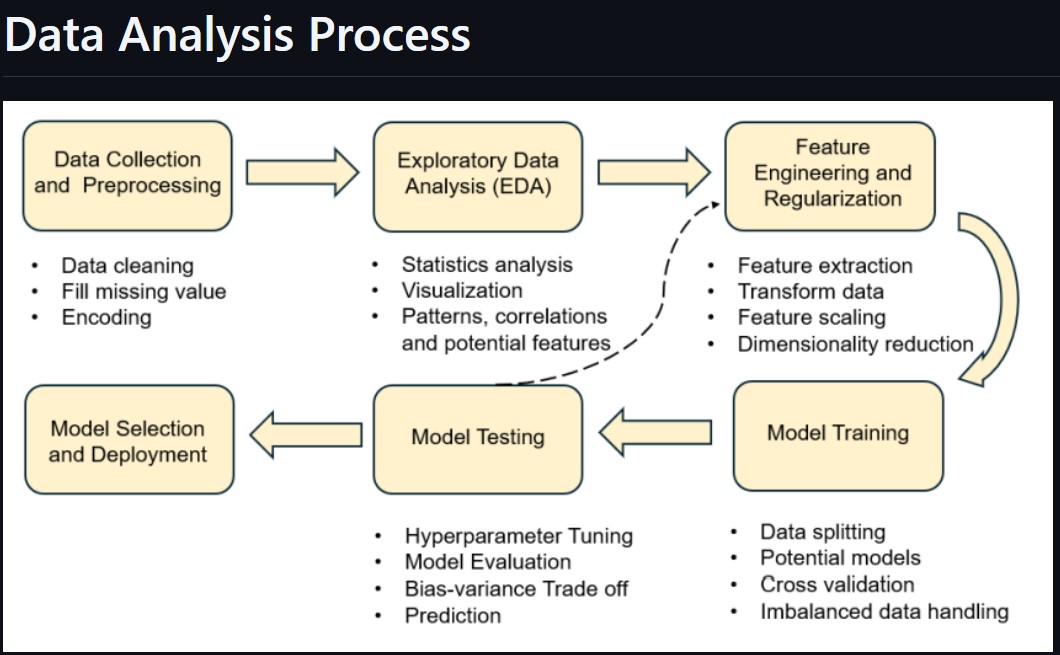 Data Analysis Process
Data Collection
and Preprocessing
Exploratory Data
Analysis (EDA)
Feature
Engineering and
Regularization
• Data cleaning
• Fill missing value
• Encoding
• Statistics analysis
• Visualization
• Patterns, correlations
and potential features
• Feature extraction
• Transform data
• Feature scaling
• Dimensionality reduction
Model Selection
and Deployment
Model Testing
Model Training
• Hyperparameter Tuning
• Model Evaluation
• Bias-variance Trade off
• Prediction
• Data splitting
• Potential models
• Cross validation
• Imbalanced data handling